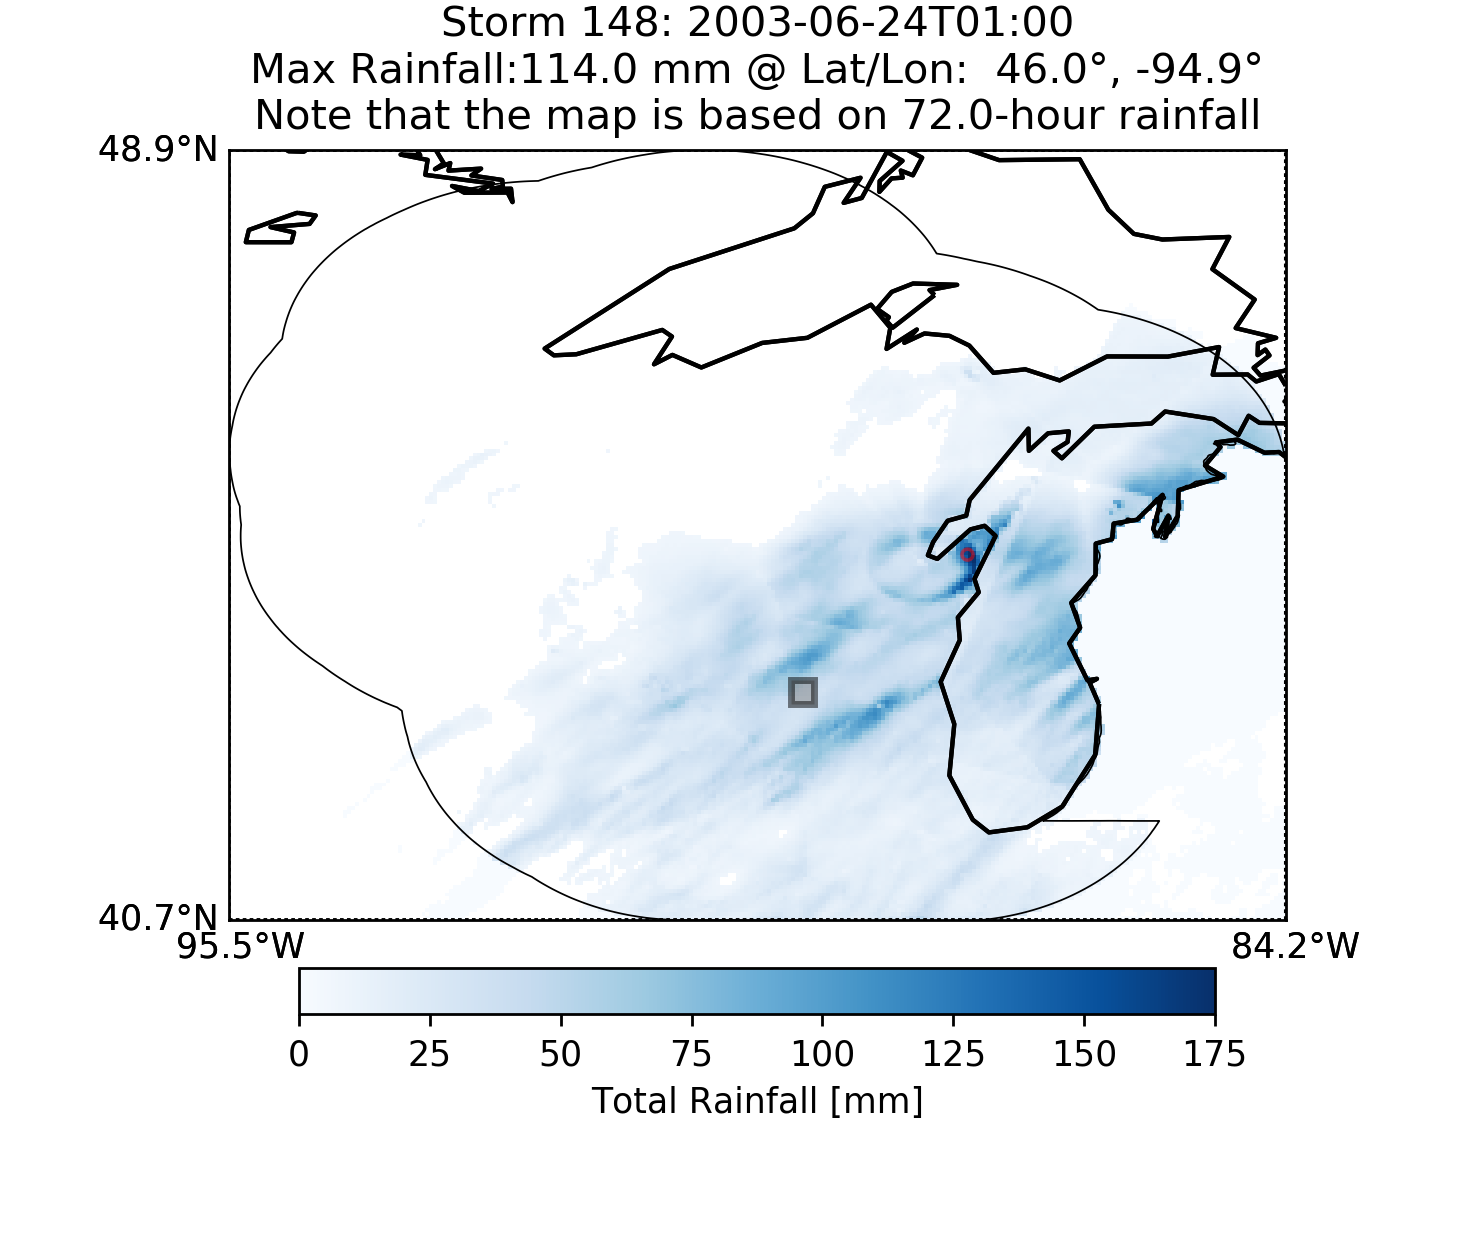 Storm 148: 2003-06-24T01:00
Max Rainfall:114.0 mm @ Lat/Lon:  46.0°, -94.9°
Note that the map is based on 72.0-hour rainfall
48.9°N
40.7°N
95.5°W 84.2°W
0 25 50 75 100 125 150 175
Total Rainfall [mm]